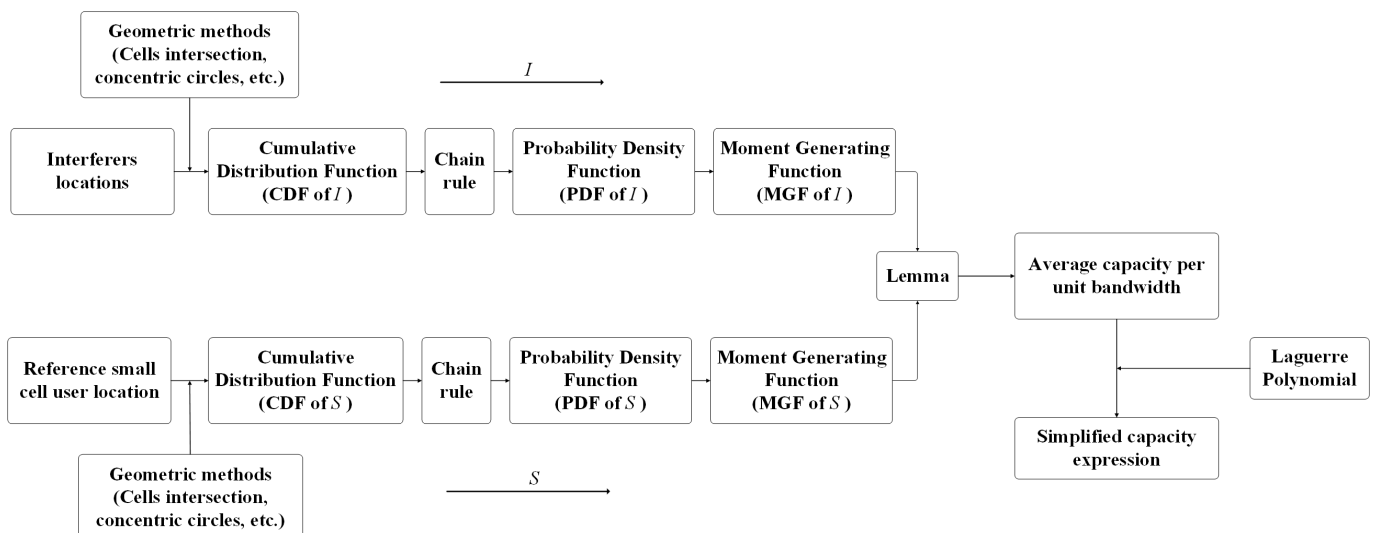 Geometric methods
(Cells intersection,
concentric circles, etc.)
I
Interferers
locations
Cumulative
Distribution Function
(CDF of I )
Chain
rule
Probability Density
Function
(PDF of I )
Moment Generating
Function
(MGF of I )
Lemma
Average capacity per
unit bandwidth
Reference small
cell user location
Cumulative
Distribution Function
(CDF of S )
Chain
rule
Probability Density
Function
(PDF of S )
Moment Generating
Function
(MGF of S )
Laguerre
Polynomial
Simplified capacity
expression
Geometric methods
(Cells intersection,
concentric circles, etc.)
S